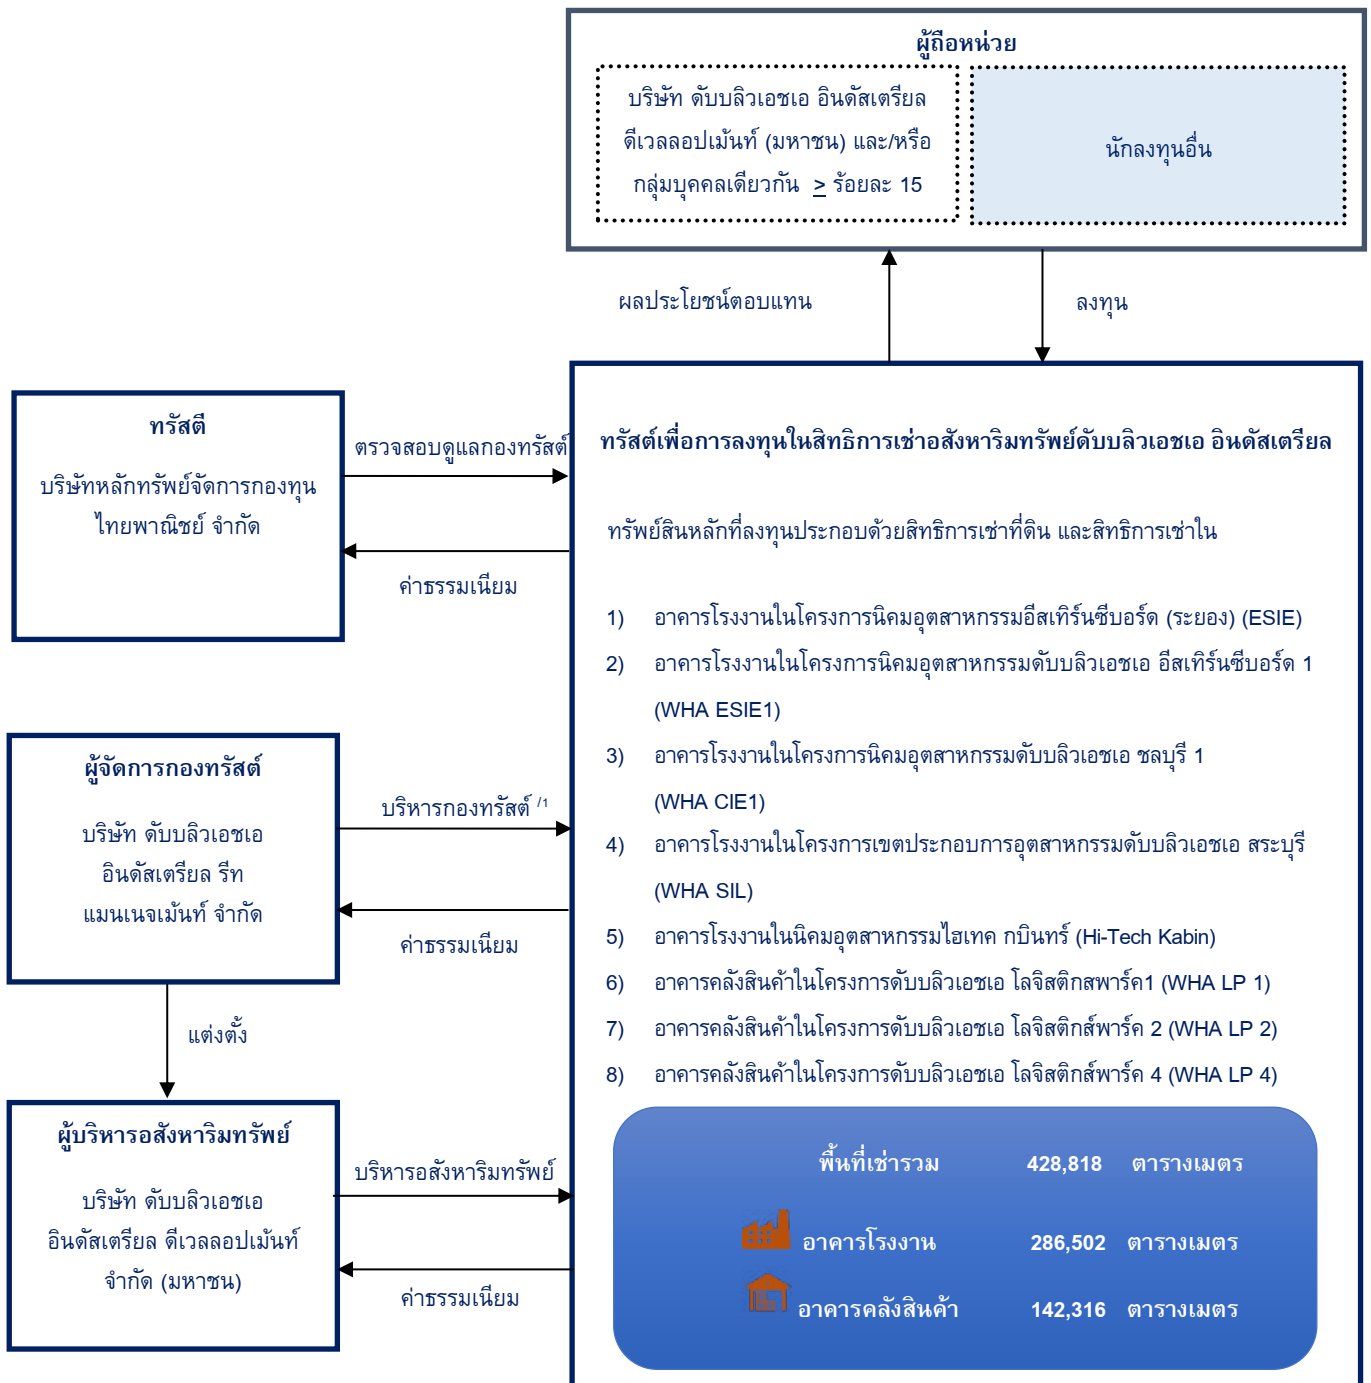 ผู้ถือหน่วย
บริษัท ดับบลิวเอชเอ อินดัสเตรียล
ดีเวลลอปเม้นท์ (มหาชน) และ/หรือ
กลุ่มบุคคลเดียวกัน > ร้อยละ 15
นักลงทุนอื่น
ผลประโยชน์ตอบแทน
ลงทุน
ทรัสตี
บริษัทหลักทรัพย์จัดการกองทุน
ไทยพาณิชย์ จำกัด
ตรวจสอบดูแลกองทรัสต์
ค่าธรรมเนียม
ผู้จัดการกองทรัสต์
บริษัท ดับบลิวเอชเอ
อินดัสเตรียล รีท
แมนเนจเม้นท์ จำกัด
บริหารกองทรัสต์ /1
ค่าธรรมเนียม
แต่งตั้ง
ผู้บริหารอสังหาริมทรัพย์
บริษัท ดับบลิวเอชเอ
อินดัสเตรียล ดีเวลลอปเม้นท์
จำกัด (มหาชน)
บริหารอสังหาริมทรัพย์
ค่าธรรมเนียม
ทรัสต์เพื่อการลงทุนในสิทธิการเช่าอสังหาริมทรัพย์ดับบลิวเอชเอ อินดัสเตรียล
ทรัพย์สินหลักที่ลงทุนประกอบด้วยสิทธิการเช่าที่ดิน และสิทธิการเช่าใน
1) อาคารโรงงานในโครงการนิคมอุตสาหกรรมอีสเทิร์นซีบอร์ด (ระยอง) (ESIE)
2) อาคารโรงงานในโครงการนิคมอุตสาหกรรมดับบลิวเอชเอ อีสเทิร์นซีบอร์ด 1
(WHA ESIE1)
3) อาคารโรงงานในโครงการนิคมอุตสาหกรรมดับบลิวเอชเอ ชลบุรี 1
(WHA CIE1)
4) อาคารโรงงานในโครงการเขตประกอบการอุตสาหกรรมดับบลิวเอชเอ สระบุรี
(WHA SIL)
5) อาคารโรงงานในนิคมอุตสาหกรรมไฮเทค กบินทร์ (Hi-Tech Kabin)
6) อาคารคลังสินค้าในโครงการดับบลิวเอชเอ โลจิสติกสพาร์ค1 (WHA LP 1)
7) อาคารคลังสินค้าในโครงการดับบลิวเอชเอ โลจิสติกส์พาร์ค 2 (WHA LP 2)
8) อาคารคลังสินค้าในโครงการดับบลิวเอชเอ โลจิสติกส์พาร์ค 4 (WHA LP 4)
พื้นที่เช่ารวม 428,818 ตารางเมตร
อาคารโรงงาน 286,502 ตารางเมตร
อาคารคลังสินค้า 142,316 ตารางเมตร